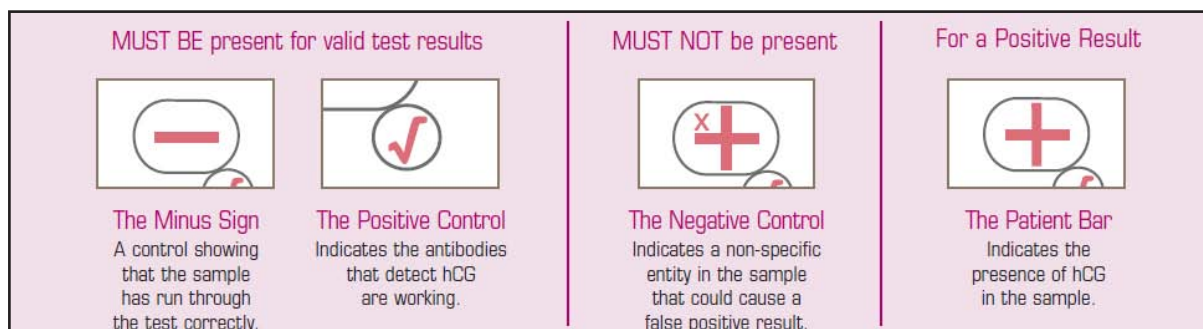 MUST BE present for valid test results
The Minus Sign
A control showing
that the sample
has run through
the test correctly.
The Positive Control
Indicates the antibodies
that detect hCG
are working.
MUST NOT be present
X
The Negative Control
Indicates a non-specific
entity in the sample
that could cause a
false positive result.
For a Positive Result
The Patient Bar
Indicates the
presence of hCG
in the sample.